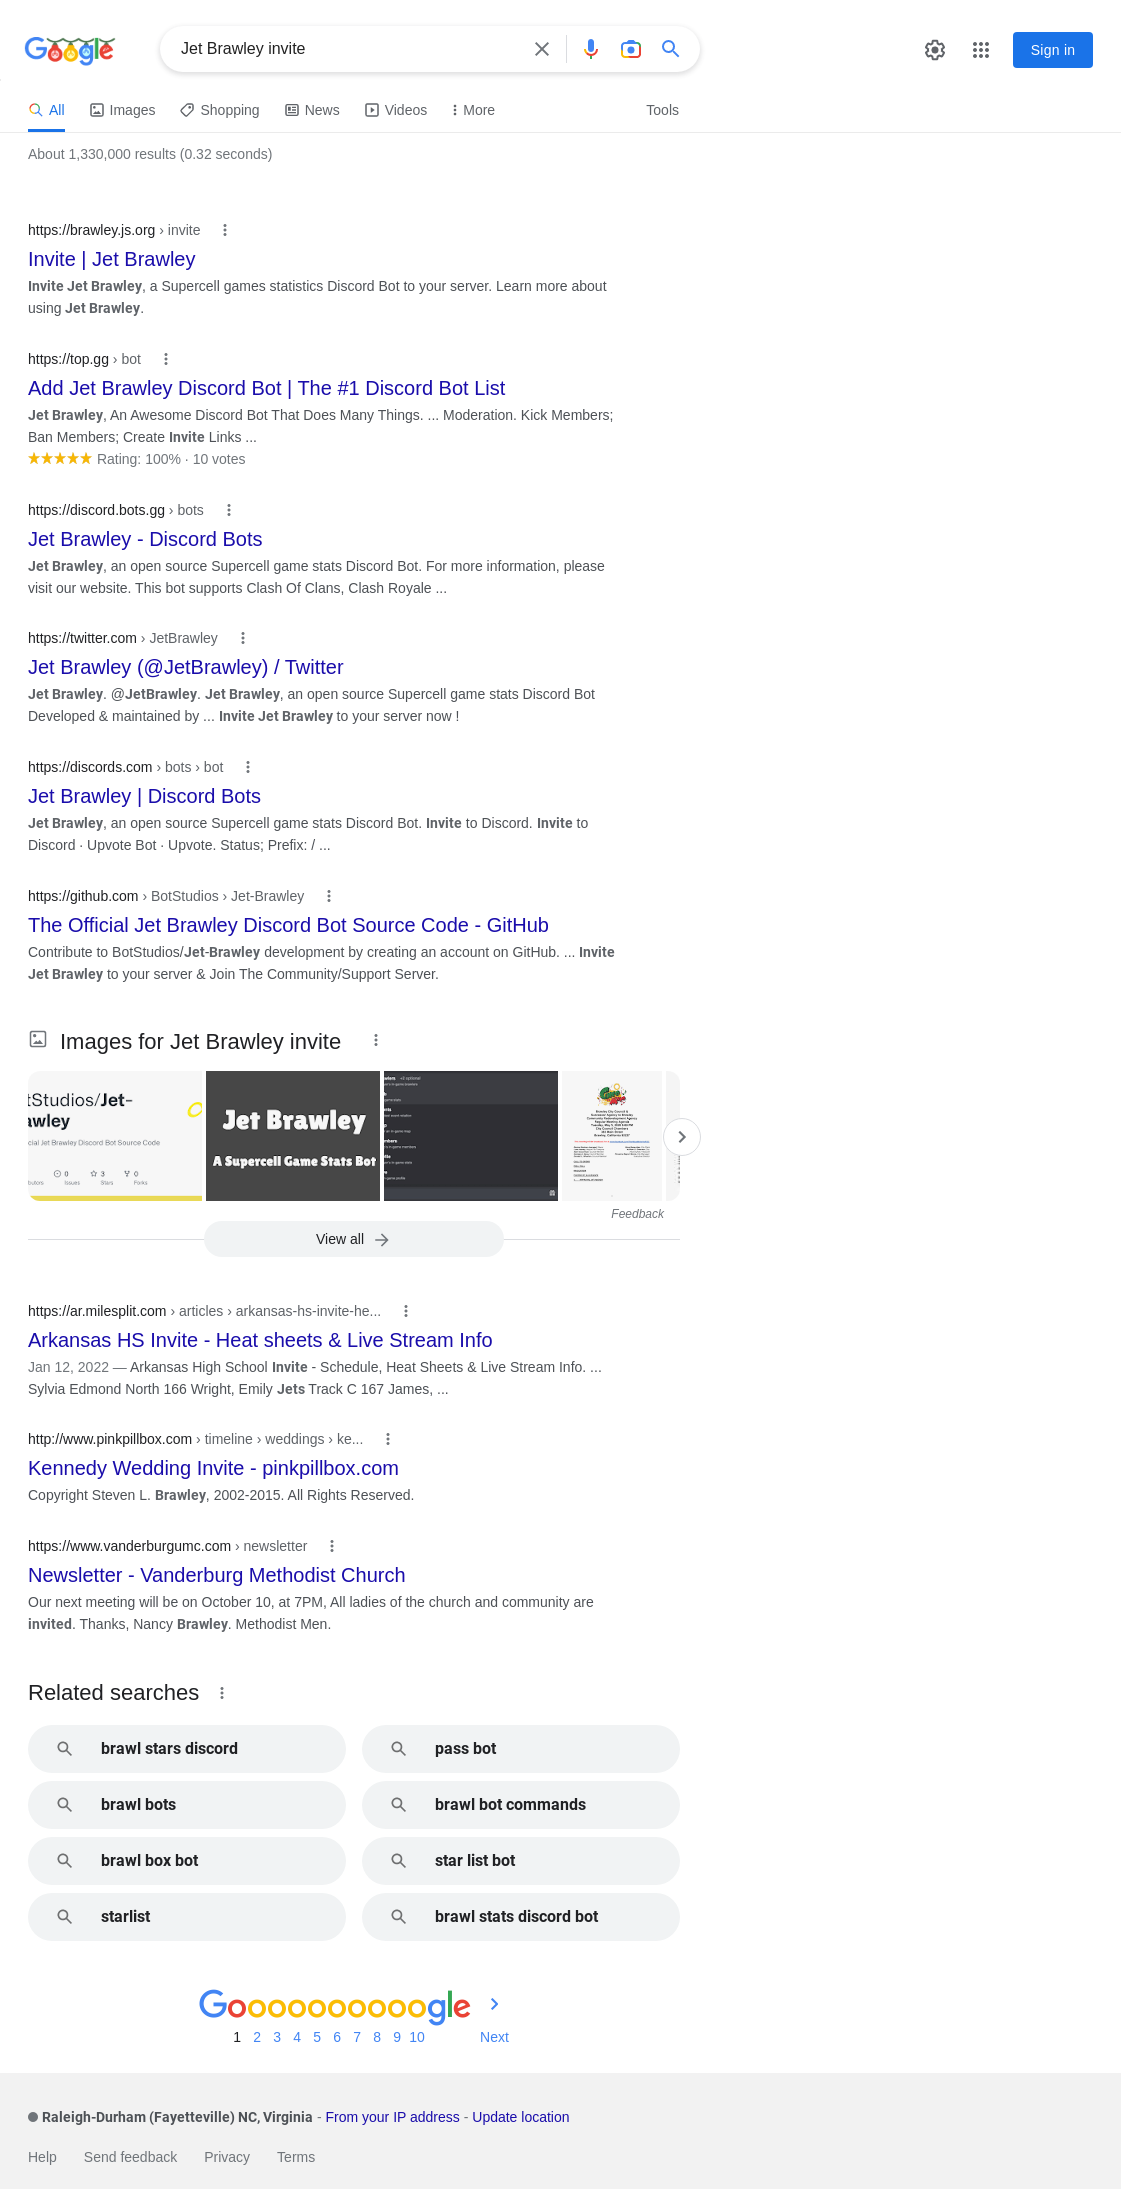 Google
Jet Brawley invite
Sign in
All
Images
Shopping
News
Videos
More
Tools
About 1,330,000 results (0.32 seconds)
https://brawley.js.org › invite
Invite | Jet Brawley
Invite Jet Brawley, a Supercell games statistics Discord Bot to your server. Learn more about
using Jet Brawley.
https://top.gg › bot
Add Jet Brawley Discord Bot | The #1 Discord Bot List
Jet Brawley, An Awesome Discord Bot That Does Many Things. ... Moderation. Kick Members;
Ban Members; Create Invite Links ...
Rating: 100% · 10 votes
https://discord.bots.gg › bots
Jet Brawley - Discord Bots
Jet Brawley, an open source Supercell game stats Discord Bot. For more information, please
visit our website. This bot supports Clash Of Clans, Clash Royale ...
https://twitter.com › JetBrawley
Jet Brawley (@JetBrawley) / Twitter
Jet Brawley. @JetBrawley. Jet Brawley, an open source Supercell game stats Discord Bot
Developed & maintained by ... Invite Jet Brawley to your server now !
https://discords.com › bots › bot
Jet Brawley | Discord Bots
Jet Brawley, an open source Supercell game stats Discord Bot. Invite to Discord. Invite to
Discord · Upvote Bot · Upvote. Status; Prefix: / ...
https://github.com › BotStudios › Jet-Brawley
The Official Jet Brawley Discord Bot Source Code - GitHub
Contribute to BotStudios/Jet-Brawley development by creating an account on GitHub. ... Invite
Jet Brawley to your server & Join The Community/Support Server.
Images for Jet Brawley invite
tStudios/Jet-
awley
cial Jet Brawley Discord Bot Source Code
0
3
0
Issues
Stars
Forks
Jet Brawley
A Supercell Game Stats Bot
Feedback
View all
https://ar.milesplit.com › articles › arkansas-hs-invite-he...
Arkansas HS Invite - Heat sheets & Live Stream Info
Jan 12, 2022 — Arkansas High School Invite - Schedule, Heat Sheets & Live Stream Info. ...
Sylvia Edmond North 166 Wright, Emily Jets Track C 167 James, ...
http://www.pinkpillbox.com › timeline › weddings › ke...
Kennedy Wedding Invite - pinkpillbox.com
Copyright Steven L. Brawley, 2002-2015. All Rights Reserved.
https://www.vanderburgumc.com › newsletter
Newsletter - Vanderburg Methodist Church
Our next meeting will be on October 10, at 7PM, All ladies of the church and community are
invited. Thanks, Nancy Brawley. Methodist Men.
Related searches
brawl stars discord
pass bot
brawl bots
brawl bot commands
brawl box bot
star list bot
starlist
brawl stats discord bot
Goooooooooogle
1 2 3 4 5 6 7 8 9 10 Next
Raleigh-Durham (Fayetteville) NC, Virginia - From your IP address - Update location
Help Send feedback Privacy Terms